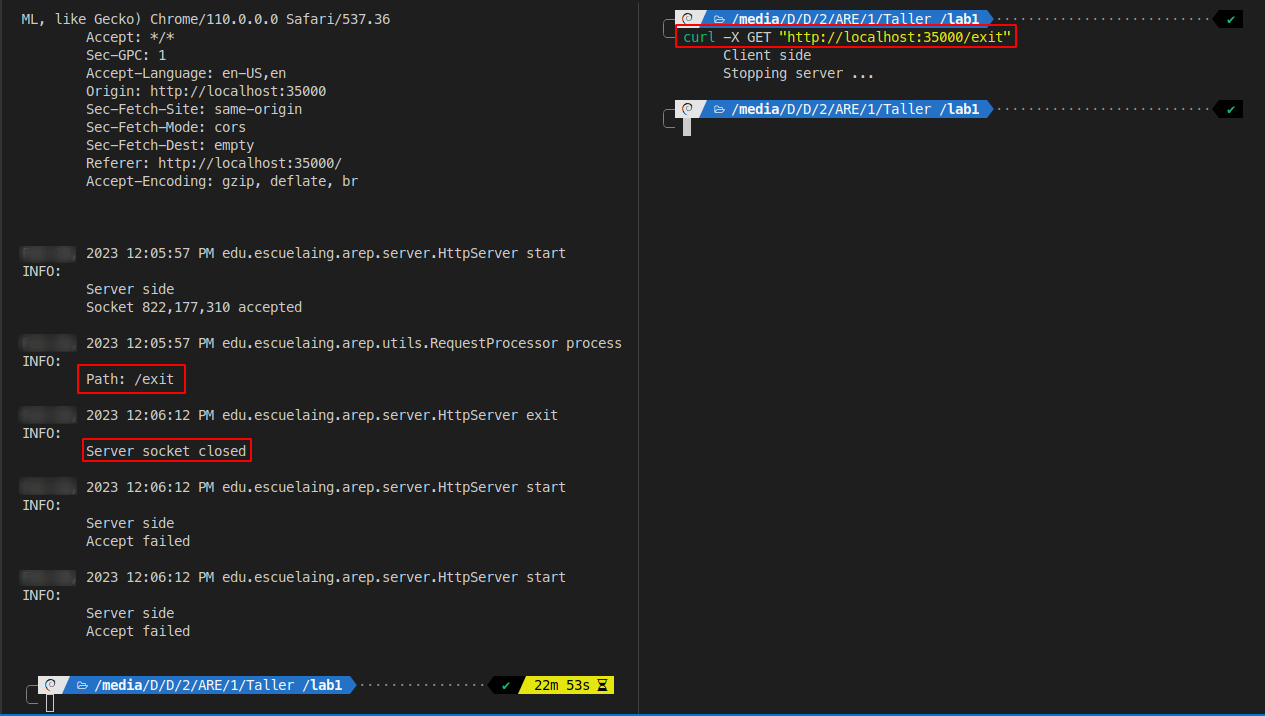 ML, like Gecko) Chrome/110.0.0.0 Safari/537.36
Accept: */*
Sec-GPC: 1
Accept-Language: en-US,en
Origin: http://localhost:35000
Sec-Fetch-Site: same-origin
Sec-Fetch-Mode: cors
Sec-Fetch-Dest: empty
Referer: http://localhost:35000/
Accept-Encoding: gzip, deflate, br
2023 12:05:57 PM edu.escuelaing.arep.server.HttpServer start
INFO:
Server side
Socket 822,177,310 accepted
2023 12:05:57 PM edu.escuelaing.arep.utils.RequestProcessor process
INFO:
Path: /exit
2023 12:06:12 PM edu.escuelaing.arep.server.HttpServer exit
INFO:
Server socket closed
2023 12:06:12 PM edu.escuelaing.arep.server.HttpServer start
INFO:
Server side
Accept failed
2023 12:06:12 PM edu.escuelaing.arep.server.HttpServer start
INFO:
Server side
Accept failed
/media/D/D/2/ARE/1/Taller /lab1 ✔ 22m 53s
/media/D/D/2/ARE/1/Taller /lab1 ✔
curl -X GET "http://localhost:35000/exit"
Client side
Stopping server ...
/media/D/D/2/ARE/1/Taller /lab1 ✔